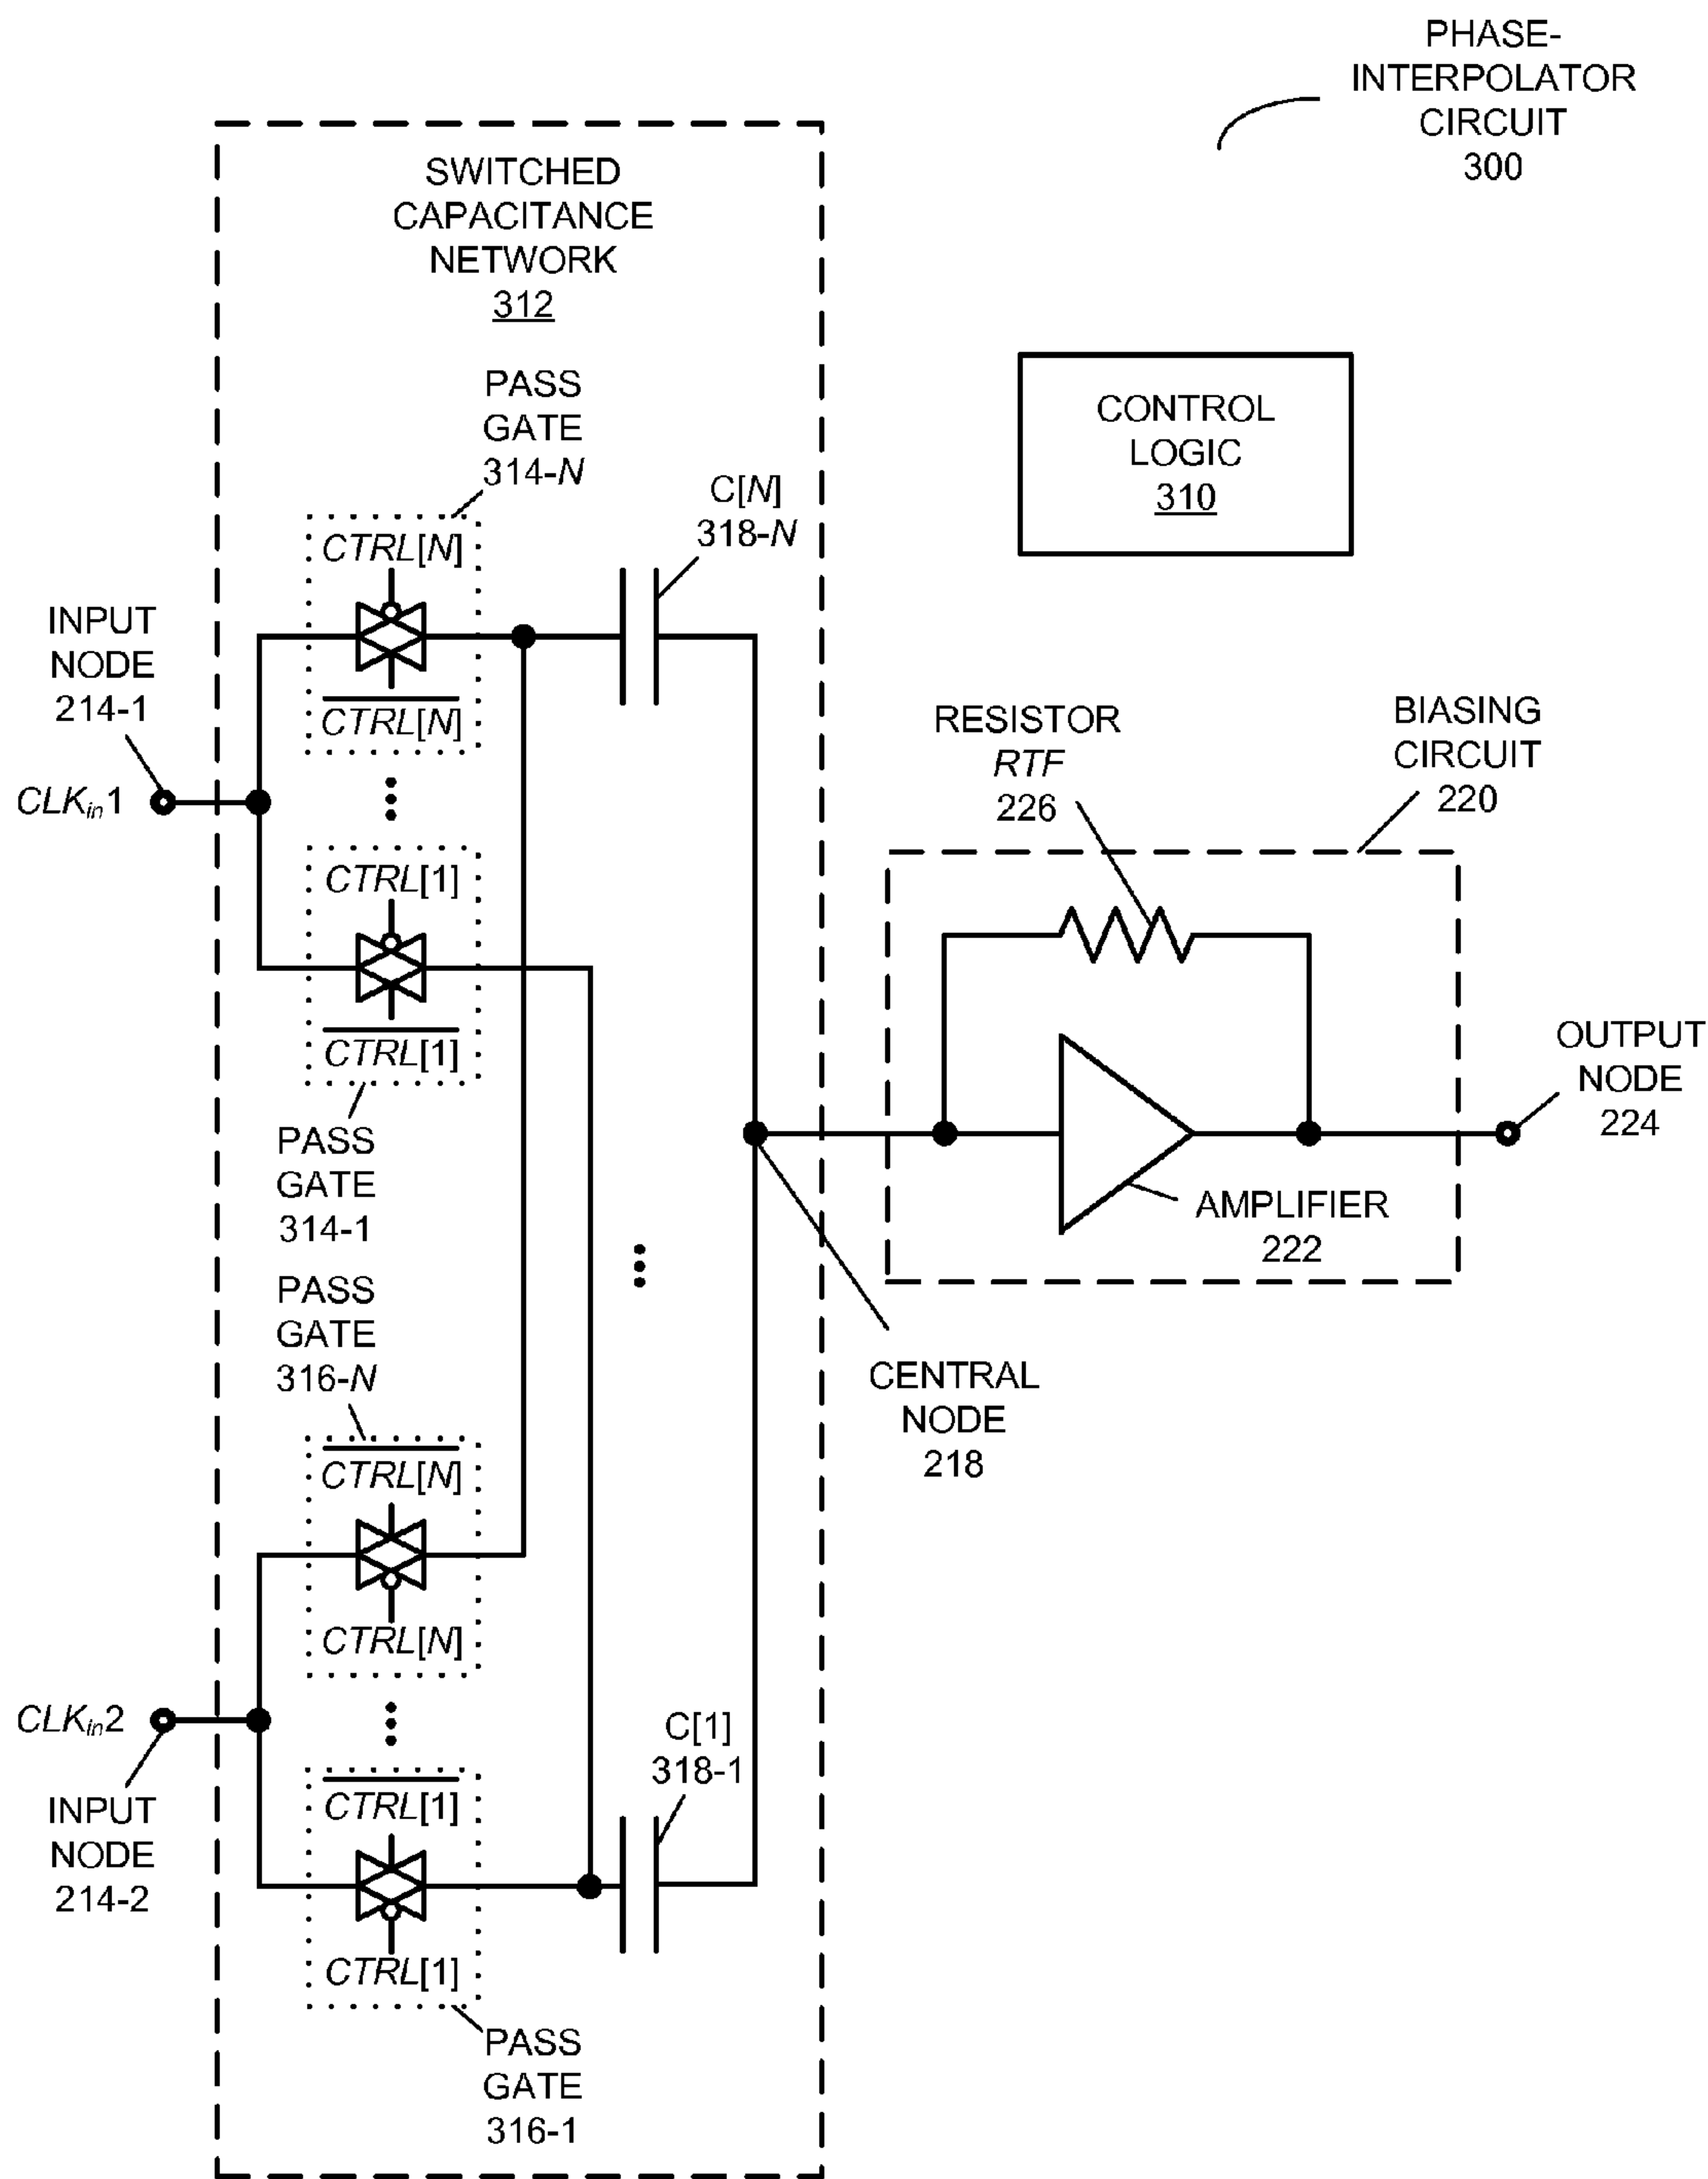 PHASE-
INTERPOLATOR
CIRCUIT
300
SWITCHED
CAPACITANCE
NETWORK
312
CONTROL
LOGIC
310
PASS
GATE
314-N
C[N]
318-N
CTRL[N]
CTRL[N]
INPUT
NODE
214-1
CLKin1
CTRL[1]
CTRL[1]
PASS
GATE
314-1
RESISTOR
RTF
226
BIASING
CIRCUIT
220
OUTPUT
NODE
224
AMPLIFIER
222
CENTRAL
NODE
218
PASS
GATE
316-N
CTRL[N]
CTRL[N]
CLKin2
INPUT
NODE
214-2
C[1]
318-1
CTRL[1]
CTRL[1]
PASS
GATE
316-1